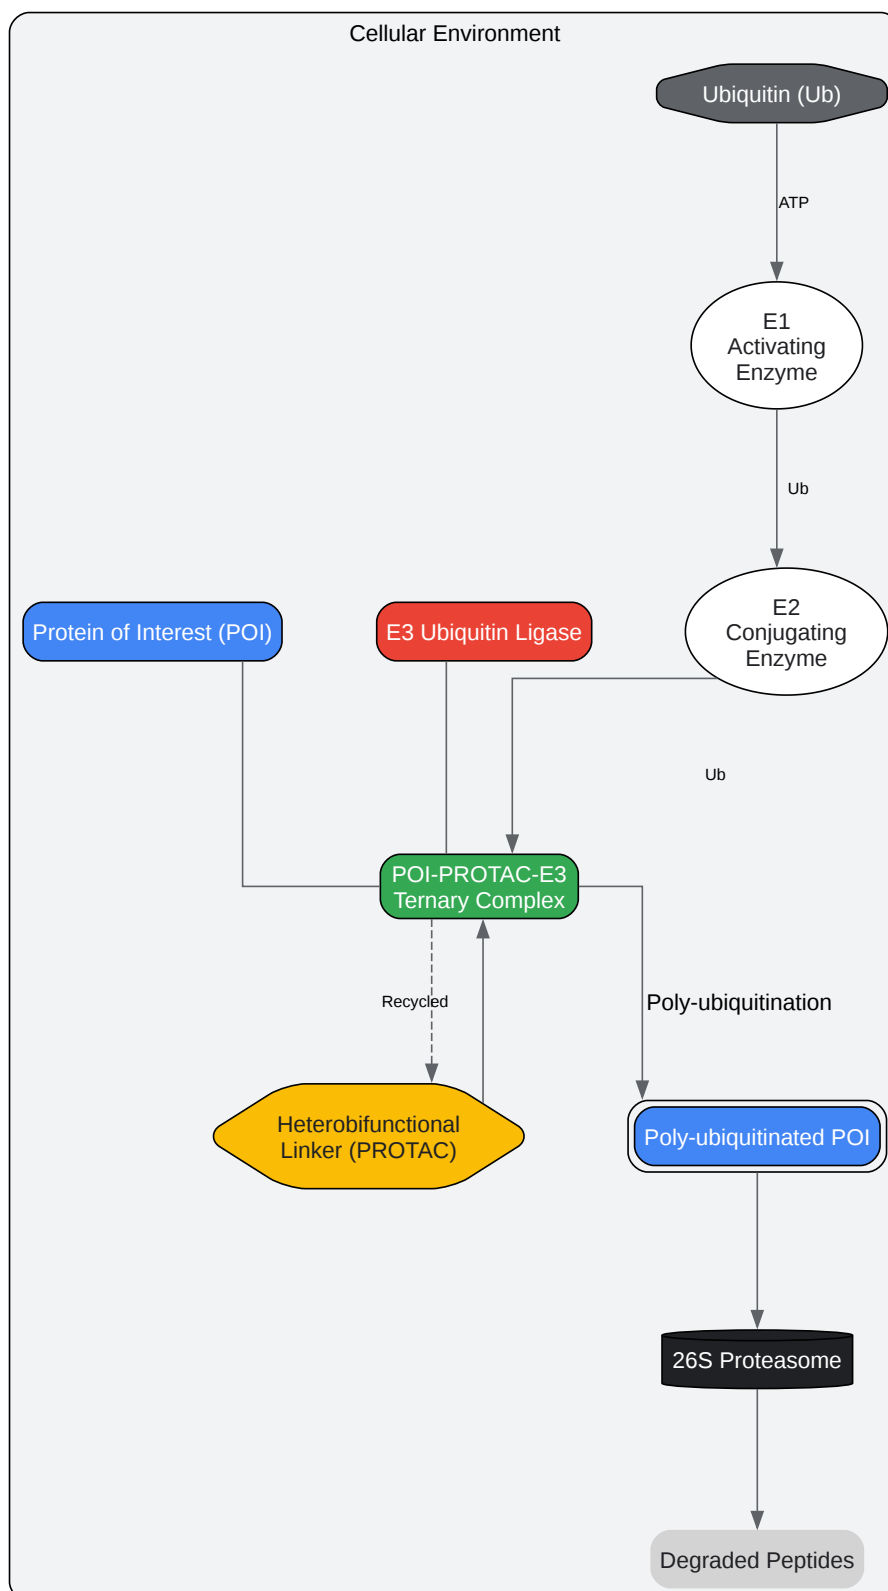 Cellular Environment
Ubiquitin (Ub)
ATP
E1
Activating
Enzyme
Ub
Protein of Interest (POI)
E3 Ubiquitin Ligase
E2
Conjugating
Enzyme
Ub
POI-PROTAC-E3
Ternary Complex
Recycled
Poly-ubiquitination
Heterobifunctional
Linker (PROTAC)
Poly-ubiquitinated POI
26S Proteasome
Degraded Peptides